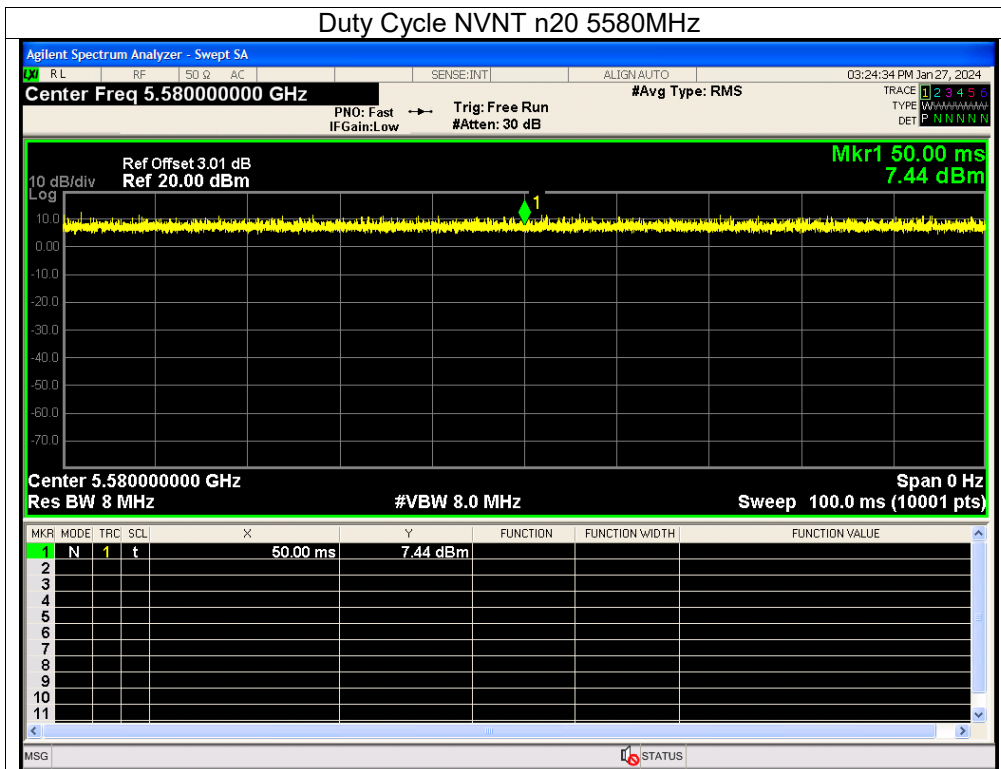 Duty Cycle NVNT n20 5580MHz
Agilent Spectrum Analyzer - Swept SA
LXI RL RF 50 Ω AC SENSE:INT ALIGN AUTO 03:24:34 PM Jan 27, 2024
Center Freq 5.580000000 GHz #Avg Type: RMS TRACE 1 2 3 4 5 6
PNO: Fast Trig: Free Run TYPE WWWWWW
IFGain:Low #Atten: 30 dB DET P N N N N N
Mkr1 50.00 ms
Ref Offset 3.01 dB
10 dB/div Ref 20.00 dBm 7.44 dBm
Log
1
10.0
0.00
-10.0
-20.0
-30.0
-40.0
-50.0
-60.0
-70.0
Center 5.580000000 GHz Span 0 Hz
Res BW 8 MHz #VBW 8.0 MHz Sweep 100.0 ms (10001 pts)
MKR MODE TRC SCL X Y FUNCTION FUNCTION WIDTH FUNCTION VALUE
1 N 1 t 50.00 ms 7.44 dBm
2
3
4
5
6
7
8
9
10
11
MSG STATUS